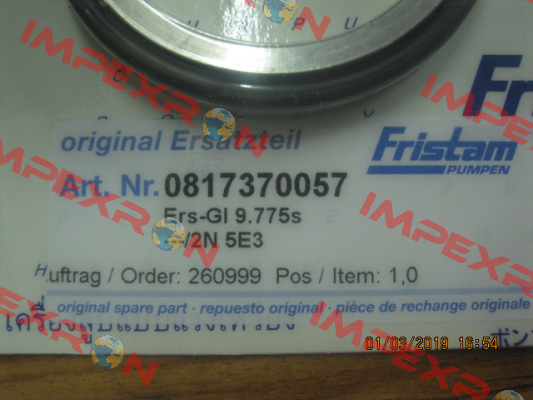 original Ersatzteil
Fristam
PUMPEN
Art. Nr. 0817370057
Ers-Gl 9.775s
-/2N 5E3
uftrag / Order: 260999 Pos / Item: 1,0
original spare part · repuesto original · pièce de rechange originale
01/03/2019 16:54
IMPEXRON